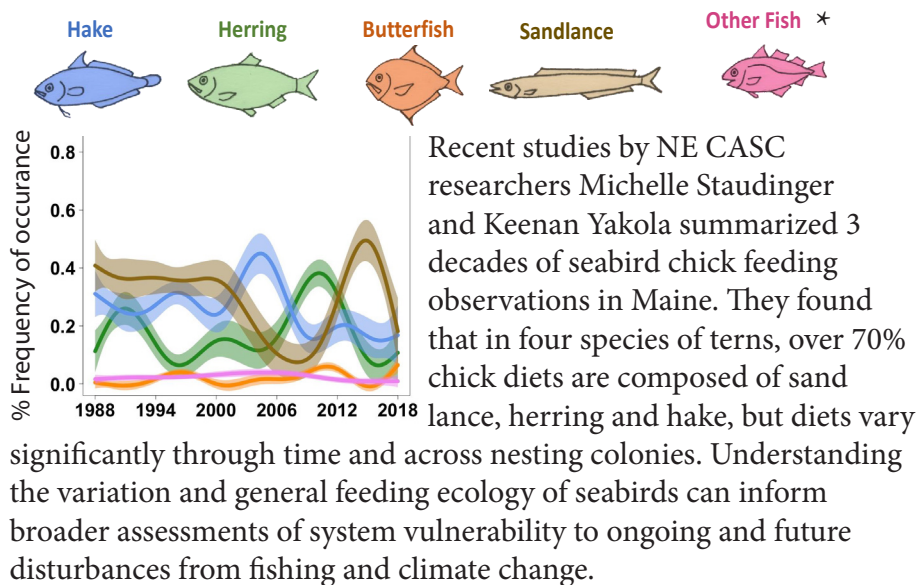 Hake
Herring
Butterfish
Sandlance
Other Fish *
% Frequency of occurance
0.8
0.6
0.4
0.2
0.0
1988 1994 2000 2006 2012 2018
Recent studies by NE CASC
researchers Michelle Staudinger
and Keenan Yakola summarized 3
decades of seabird chick feeding
observations in Maine. They found
that in four species of terns, over 70%
chick diets are composed of sand
lance, herring and hake, but diets vary
significantly through time and across nesting colonies. Understanding
the variation and general feeding ecology of seabirds can inform
broader assessments of system vulnerability to ongoing and future
disturbances from fishing and climate change.